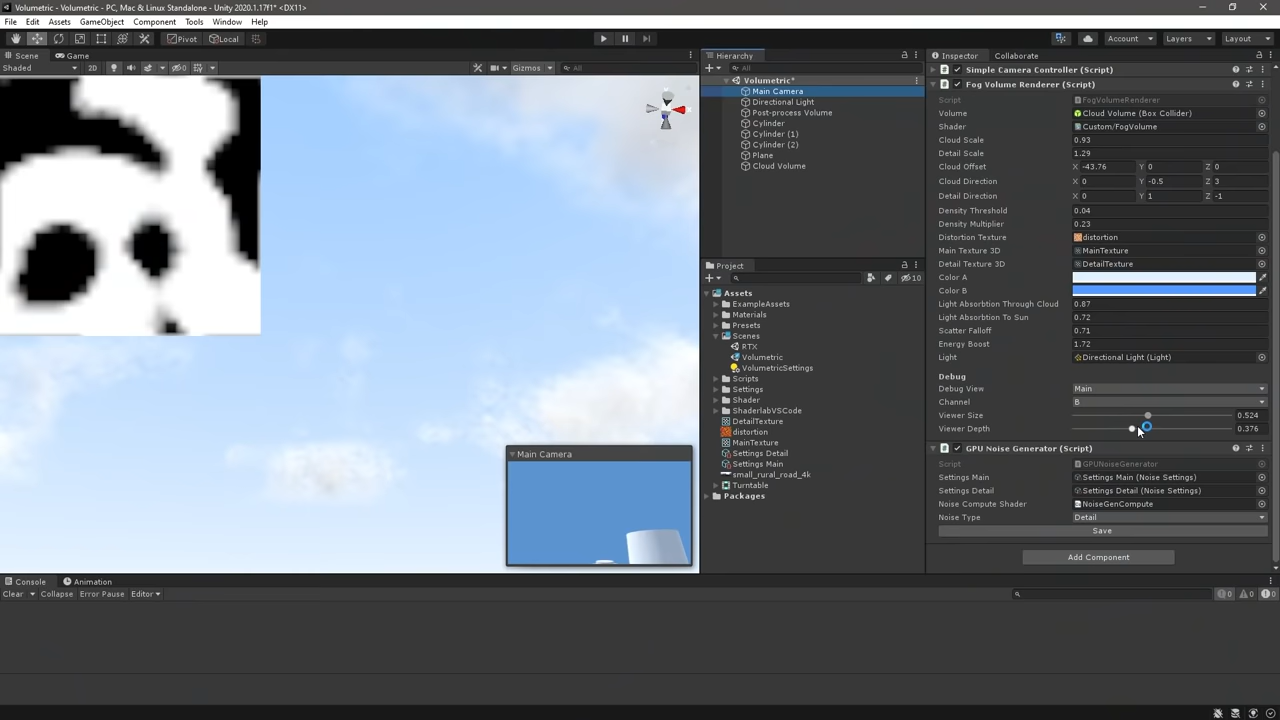 Volumetric - Volumetric - PC, Mac & Linux Standalone - Unity 2020.1.17f1* <DX11>
File Edit Assets GameObject Component Tools Window Help
Pivot Local Account Layers Layout
Scene Game
Shaded 2D 0 Gizmos All
Hierarchy
All
Volumetric*
Main Camera
Directional Light
Post-process Volume
Cylinder
Cylinder (1)
Cylinder (2)
Plane
Cloud Volume
Project
10
Assets
ExampleAssets
Materials
Presets
Scenes
RTX
Volumetric
VolumetricSettings
Scripts
Settings
Shader
ShaderlabVSCode
DetailTexture
distortion
MainTexture
Settings Detail
Settings Main
small_rural_road_4k
Turntable
Packages
Main Camera
Inspector Collaborate
Simple Camera Controller (Script)
Fog Volume Renderer (Script)
Script FogVolumeRenderer
Volume Cloud Volume (Box Collider)
Shader Custom/FogVolume
Cloud Scale 0.93
Detail Scale 1.29
Cloud Offset X -43.76 Y 0 Z 0
Cloud Direction X 0 Y -0.5 Z 3
Detail Direction X 0 Y 1 Z -1
Density Threshold 0.04
Density Multiplier 0.23
Distortion Texture distortion
Main Texture 3D MainTexture
Detail Texture 3D DetailTexture
Color A
Color B
Light Absorbtion Through Cloud 0.87
Light Absorbtion To Sun 0.72
Scatter Falloff 0.71
Energy Boost 1.72
Light Directional Light (Light)
Debug
Debug View Main
Channel B
Viewer Size 0.524
Viewer Depth 0.376
GPU Noise Generator (Script)
Script GPUNoiseGenerator
Settings Main Settings Main (Noise Settings)
Settings Detail Settings Detail (Noise Settings)
Noise Compute Shader NoiseGenCompute
Noise Type Detail
Save
Add Component
Console Animation
Clear Collapse Error Pause Editor 0 0 0